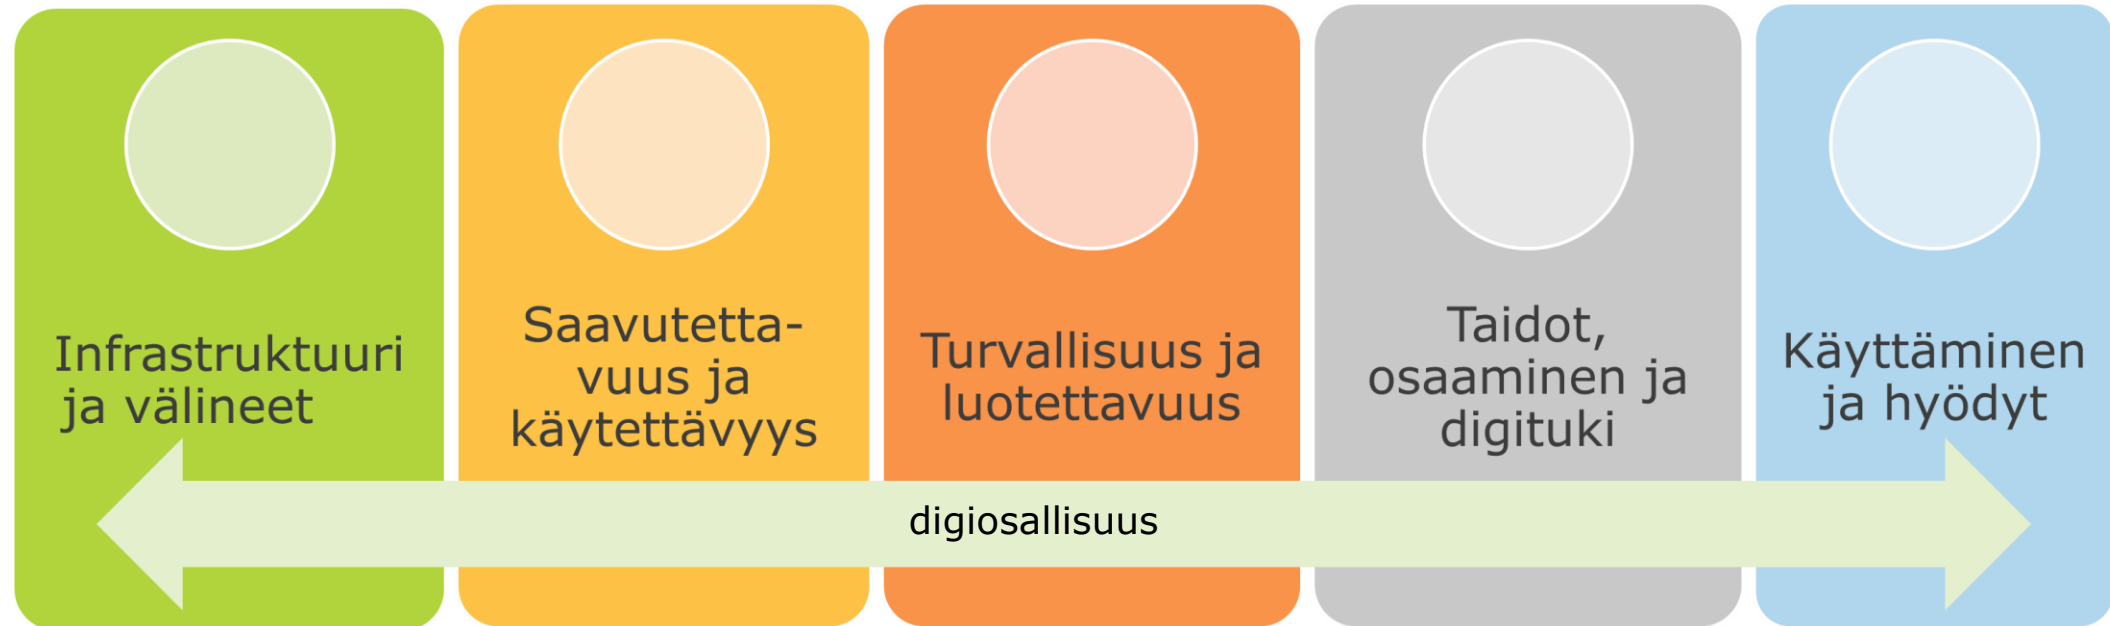 Infrastruktuuri
ja välineet
Saavutetta-
vuus ja
käytettävyys
Turvallisuus ja
luotettavuus
Taidot,
osaaminen ja
digituki
Käyttäminen
ja hyödyt
digiosallisuus